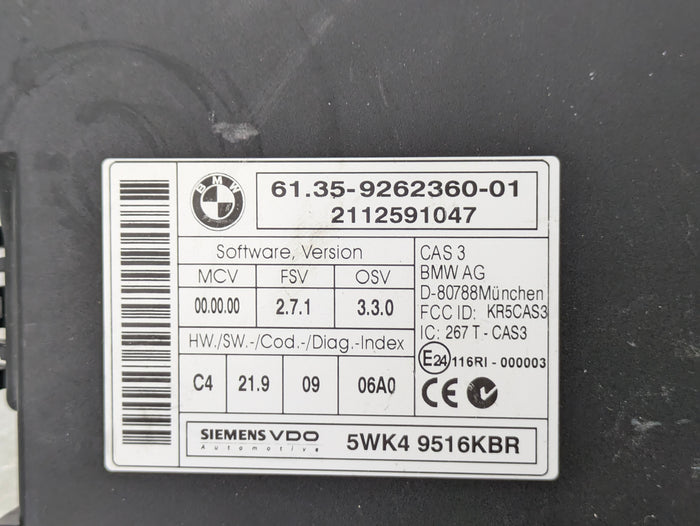 BMW
61.35-9262360-01
2112591047
Software, Version
MCV FSV OSV
00.00.00 2.7.1 3.3.0
HW./SW.-/Cod.-/Diag.-Index
C4 21.9 09 06A0
CAS 3
BMW AG
D-80788München
FCC ID: KR5CAS3
IC: 267 T - CAS3
E24 116RI - 000003
CE
SIEMENS VDO
Automotive
5WK4 9516KBR